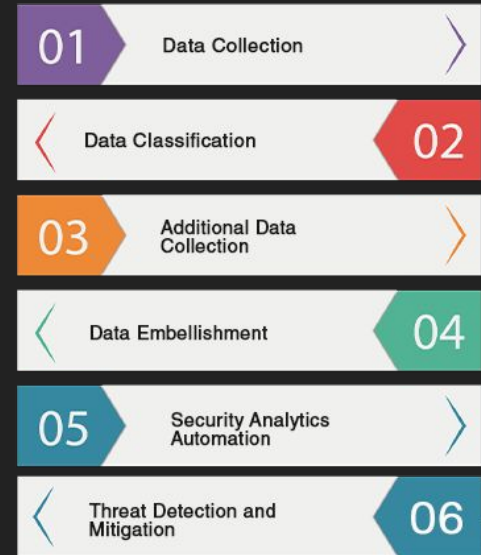 01 Data Collection
Data Classification 02
03 Additional Data
Collection
Data Embellishment 04
05 Security Analytics
Automation
Threat Detection and
Mitigation 06